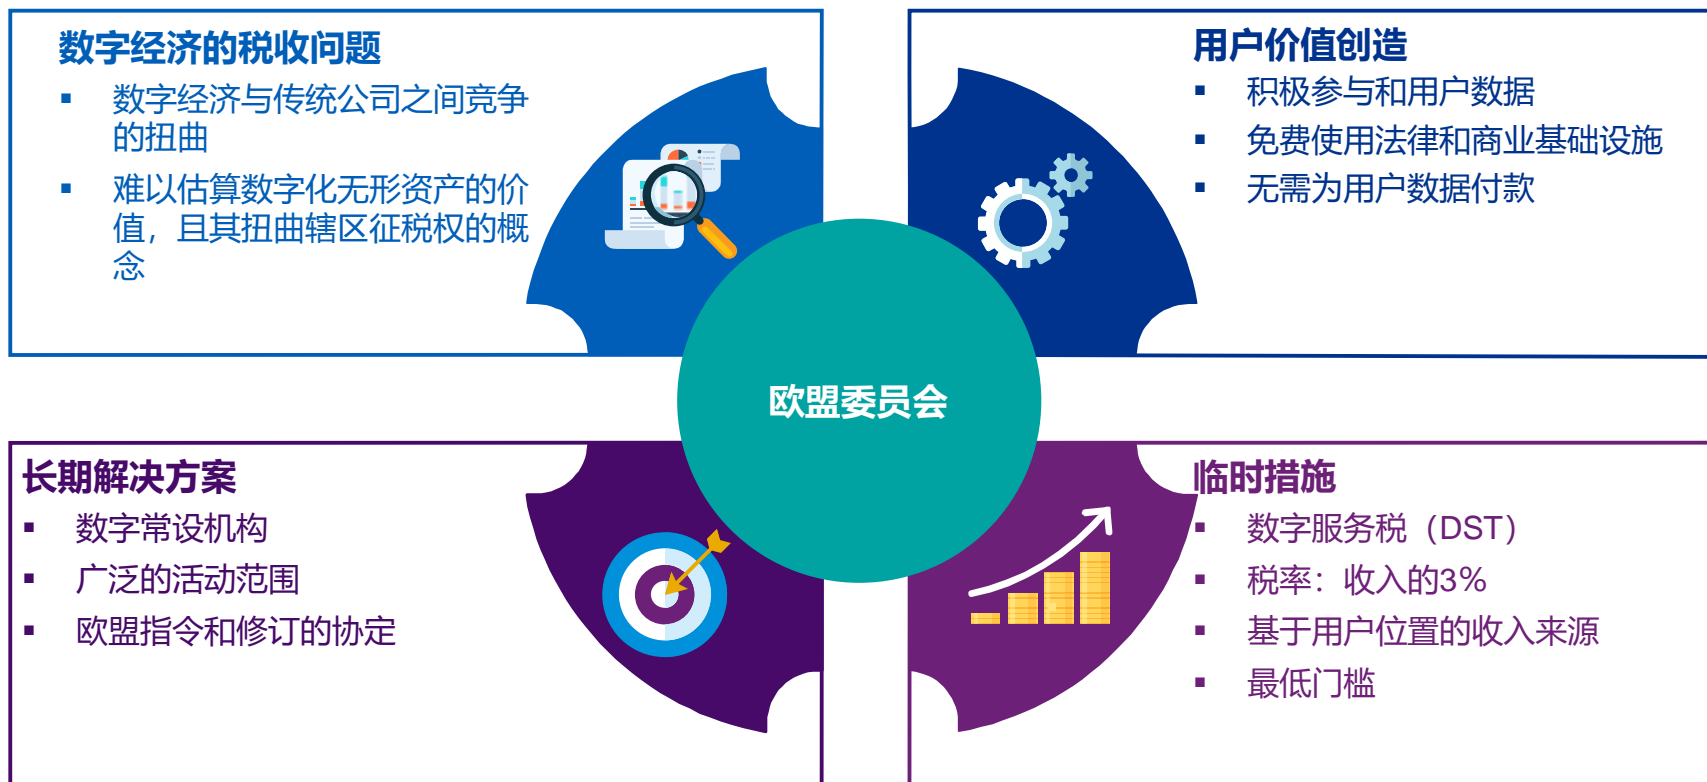 数字经济的税收问题
▪ 数字经济与传统公司之间竞争
的扭曲
▪ 难以估算数字化无形资产的价
值，且其扭曲辖区征税权的概
念
用户价值创造
▪ 积极参与和用户数据
▪ 免费使用法律和商业基础设施
▪ 无需为用户数据付款
欧盟委员会
长期解决方案
▪ 数字常设机构
▪ 广泛的活动范围
▪ 欧盟指令和修订的协定
临时措施
▪ 数字服务税（DST）
▪ 税率：收入的3%
▪ 基于用户位置的收入来源
▪ 最低门槛